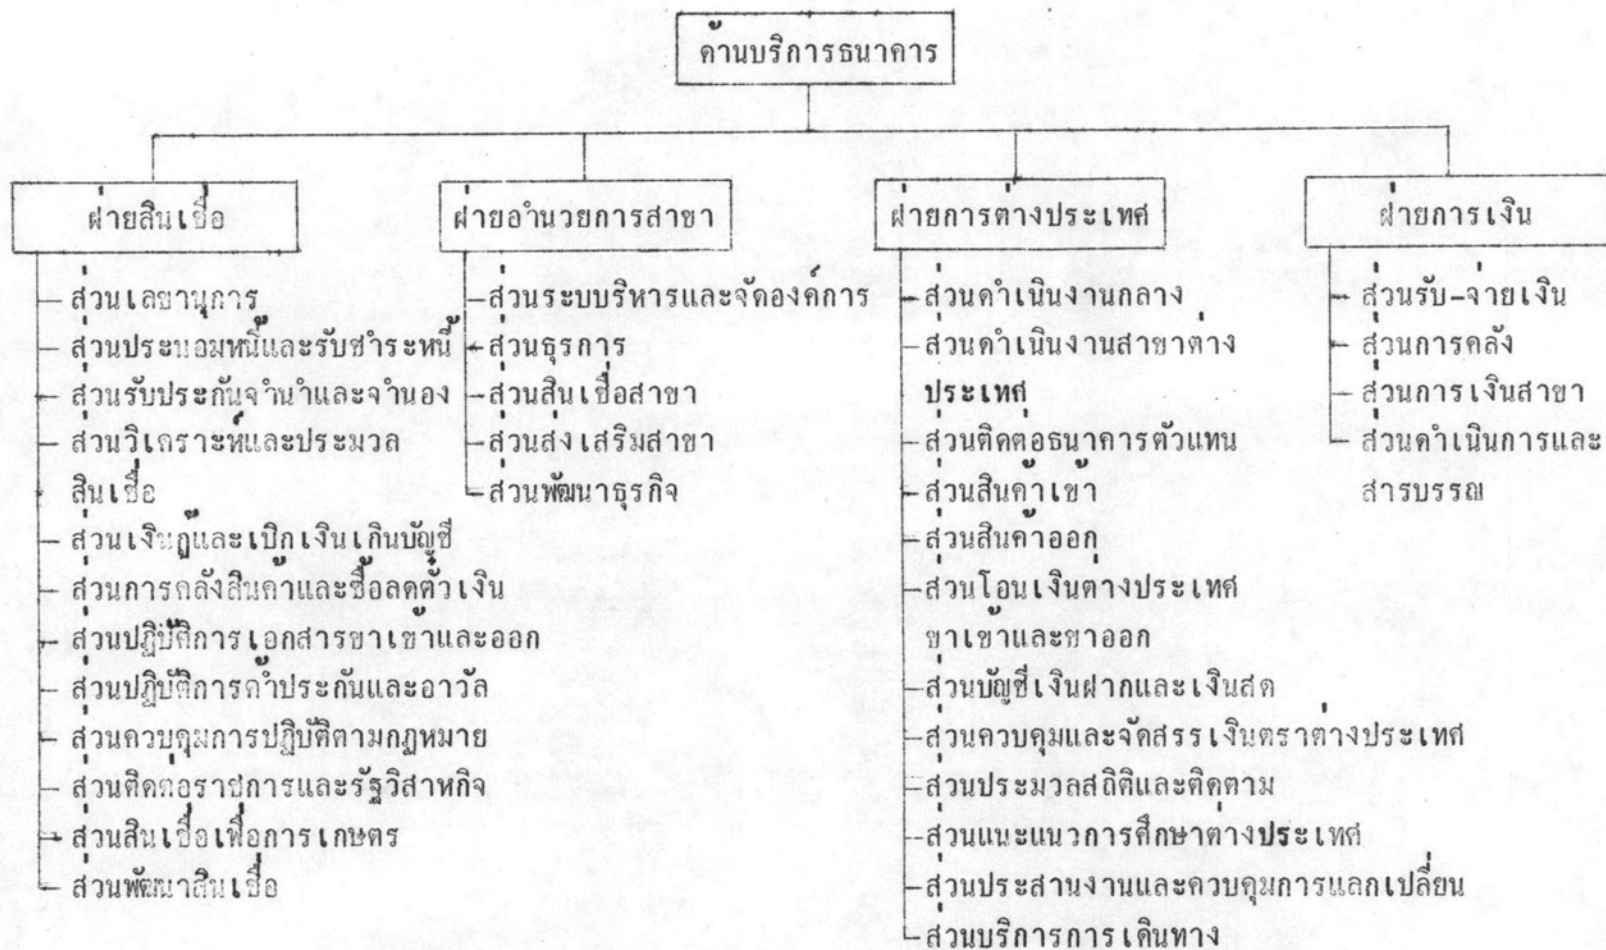 ด้านบริการธนาคาร
ฝ่ายสินเชื่อ
ส่วนเลขานุการ
ส่วนประนอมหนี้และรับชำระหนี้
ส่วนรับประกันจำนำและจำนอง
ส่วนวิเคราะห์และประมวล
สินเชื่อ
ส่วนเงินกู้และเบิกเงินเกินบัญชี
ส่วนการคลังสินค้าและซื้อลดตั๋วเงิน
ส่วนปฏิบัติการเอกสารขาเข้าและออก
ส่วนปฏิบัติการค้ำประกันและอาวัล
ส่วนควบคุมการปฏิบัติตามกฎหมาย
ส่วนติดต่อราชการและรัฐวิสาหกิจ
ส่วนสินเชื่อเพื่อการเกษตร
ส่วนพัฒนาสินเชื่อ
ฝ่ายอำนวยการสาขา
ส่วนระบบริหารและจัดองค์การ
ส่วนธุรการ
ส่วนสินเชื่อสาขา
ส่วนส่งเสริมสาขา
ส่วนพัฒนาธุรกิจ
ฝ่ายการต่างประเทศ
ส่วนดำเนินงานกลาง
ส่วนดำเนินงานสาขาต่าง
ประเทศ
ส่วนติดต่อธนาคารตัวแทน
ส่วนสินค้าเข้า
ส่วนสินค้าออก
ส่วนโอนเงินต่างประเทศ
ขาเข้าและขาออก
ส่วนบัญชีเงินฝากและเงินสด
ส่วนควบคุมและจัดสรรเงินตราต่างประเทศ
ส่วนประมวลสถิติและติดตาม
ส่วนแนะแนวการศึกษาต่างประเทศ
ส่วนประสานงานและควบคุมการแลกเปลี่ยน
ส่วนบริการการเดินทาง
ฝ่ายการเงิน
ส่วนรับ-จ่ายเงิน
ส่วนการคลัง
ส่วนการเงินสาขา
ส่วนดำเนินการและ
สารบรรณ